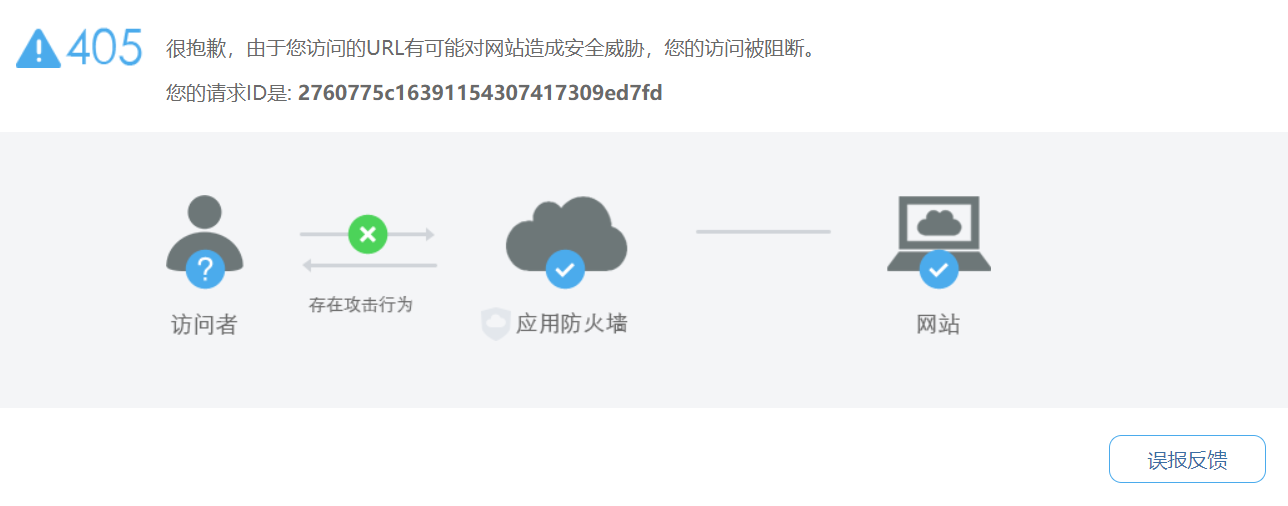 405
很抱歉，由于您访问的URL有可能对网站造成安全威胁，您的访问被阻断。
您的请求ID是: 2760775c16391154307417309ed7fd
存在攻击行为
访问者
应用防火墙
网站
误报反馈